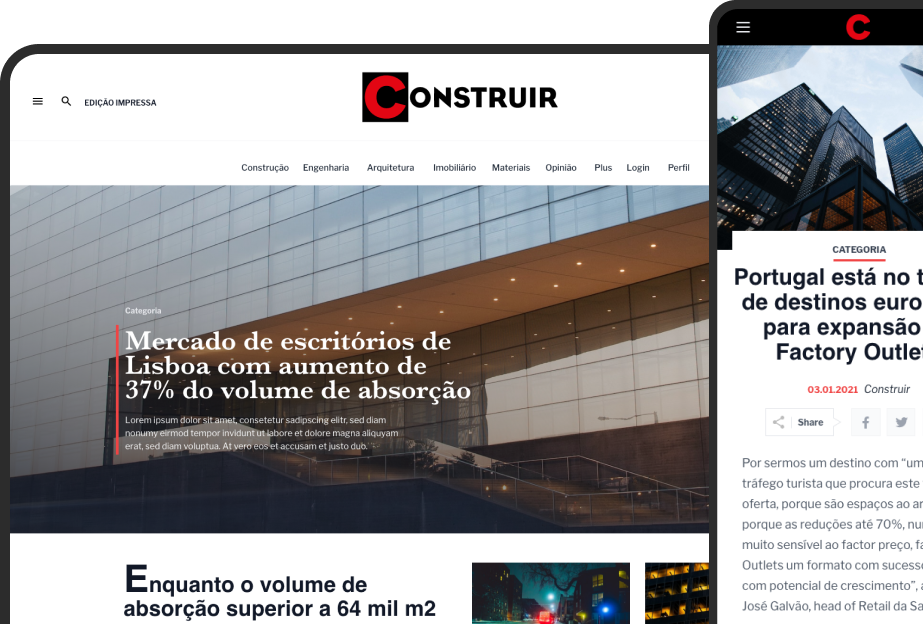 EDIÇÃO IMPRESSA
CONSTRUIR
Construção Engenharia Arquitetura Imobiliário Materiais Opinião Plus Login Perfil
Categoria
Mercado de escritórios de
Lisboa com aumento de
37% do volume de absorção
Lorem ipsum dolor sit amet, consetetur sadipscing elitr, sed diam
nonumy eirmod tempor invidunt ut labore et dolore magna aliquyam
erat, sed diam voluptua. At vero eos et accusam et justo duo.
Enquanto o volume de
absorção superior a 64 mil m2
C
CATEGORIA
Portugal está no t
de destinos euro
para expansão
Factory Outle
03.01.2021 Construir
Share
Por sermos um destino com “um
tráfego turista que procura este
oferta, porque são espaços ao ar
porque as reduções até 70%, nu
muito sensível ao factor preço, fa
Outlets um formato com sucess
com potencial de crescimento”, a
José Galvão, head of Retail da Sa